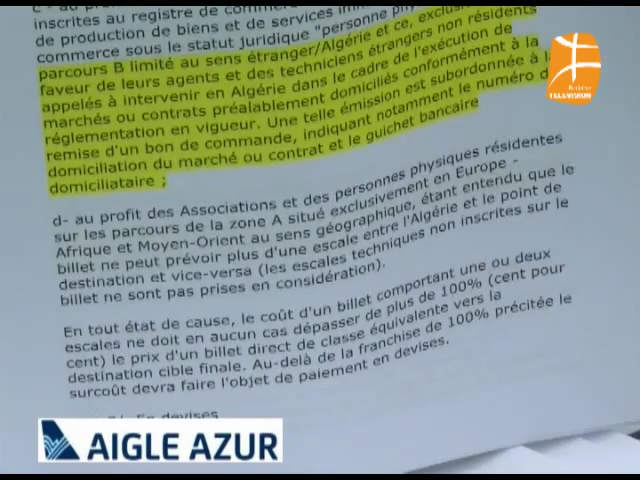 c - au
inscrites au registre de commerce
de production de biens et de services
commerce sous le statut juridique "personne
parcours B limité au sens étranger/Algérie et ce,
faveur de leurs agents et des techniciens étrangers non résidents
appelés à intervenir en Algérie dans le cadre de l'exécution de
marchés ou contrats préalablement domiciliés conformément à la
réglementation en vigueur. Une telle émission est subordonnée à
remise d'un bon de commande, indiquant notamment le numéro
domiciliation du marché ou contrat et le guichet bancaire
domiciliataire ;
d- au profit des Associations et des personnes physiques résidentes
sur les parcours de la zone A situé exclusivement en Europe -
Afrique et Moyen-Orient au sens géographique, étant entendu que le
billet ne peut prévoir plus d'une escale entre l'Algérie et le point de
destination et vice-versa (les escales techniques non inscrites sur le
billet ne sont pas prises en considération).
En tout état de cause, le coût d'un billet comportant une ou deux
escales ne doit en aucun cas dépasser de plus de 100% (cent pour
cent) le prix d'un billet direct de classe équivalente vers la
destination cible finale. Au-delà de la franchise de 100% précitée le
surcoût devra faire l'objet de paiement en devises.
En devises
AIGLE AZUR
TELEVISION